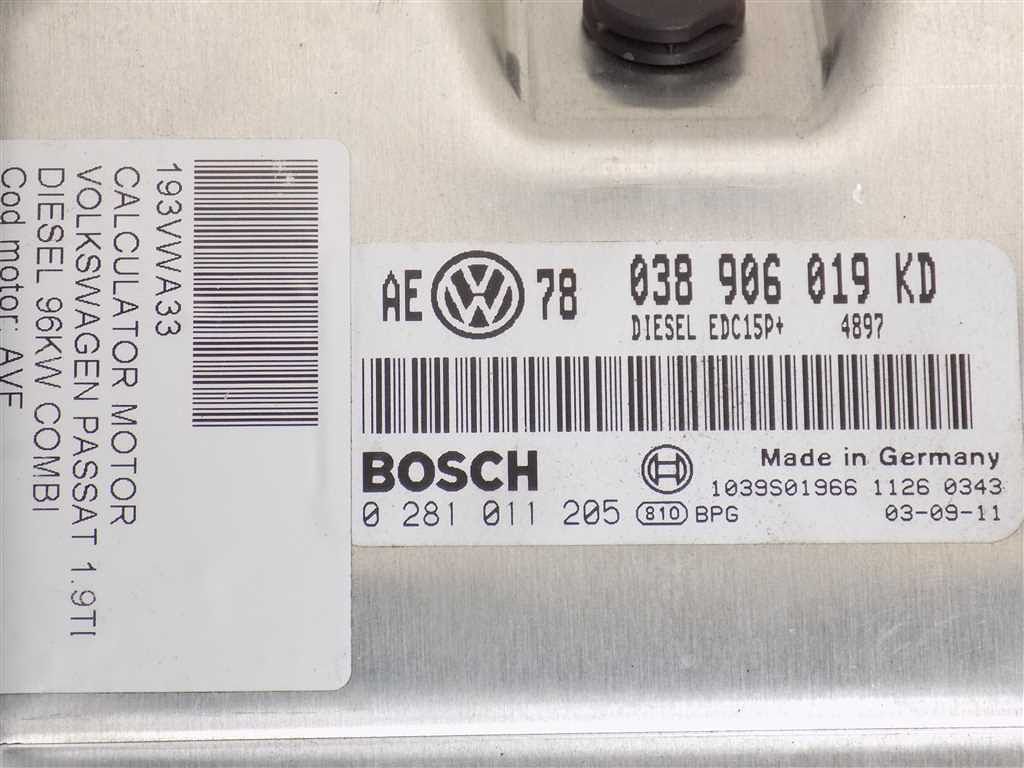 193VWA33
CALCULATOR MOTOR
VOLKSWAGEN PASSAT 1.9TI
DIESEL 96KW COMBI
Cod motor: AVF
AE VW 78 038 906 019 KD
DIESEL EDC15P+ 4897
BOSCH
Made in Germany
1039S01966 1126 0343
0 281 011 205 810 BPG 03-09-11